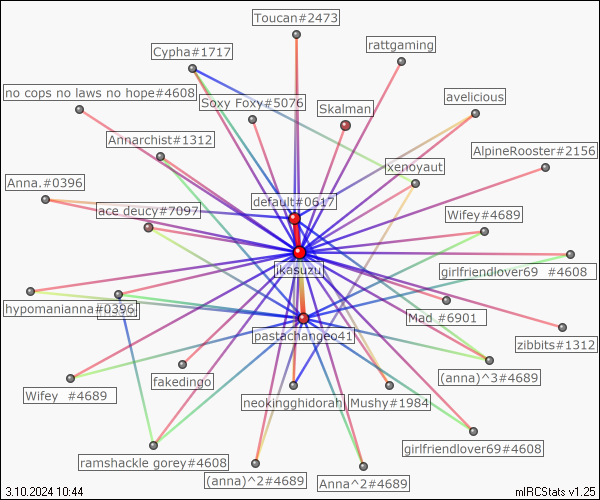 Toucan#2473
rattgaming
Cypha#1717
no cops no laws no hope#4608
Soxy Foxy#5076
Skalman
avelicious
Annarchist#1312
AlpineRooster#2156
xenoyaut
Anna.#0396
default#0617
ace_deucy#7097
Wifey#4689
jkasuzu
girlfriendlover69 #4608
hypomanianna#0396
Mad #6901
pastachangeo41
zibbits#1312
(anna)^3#4689
fakedingo
Wifey #4689
neokingghidorah
Mushy#1984
girlfriendlover69#4608
ramshackle gorey#4608
(anna)^2#4689
Anna^2#4689
3.10.2024 10:44
mIRCStats v1.25